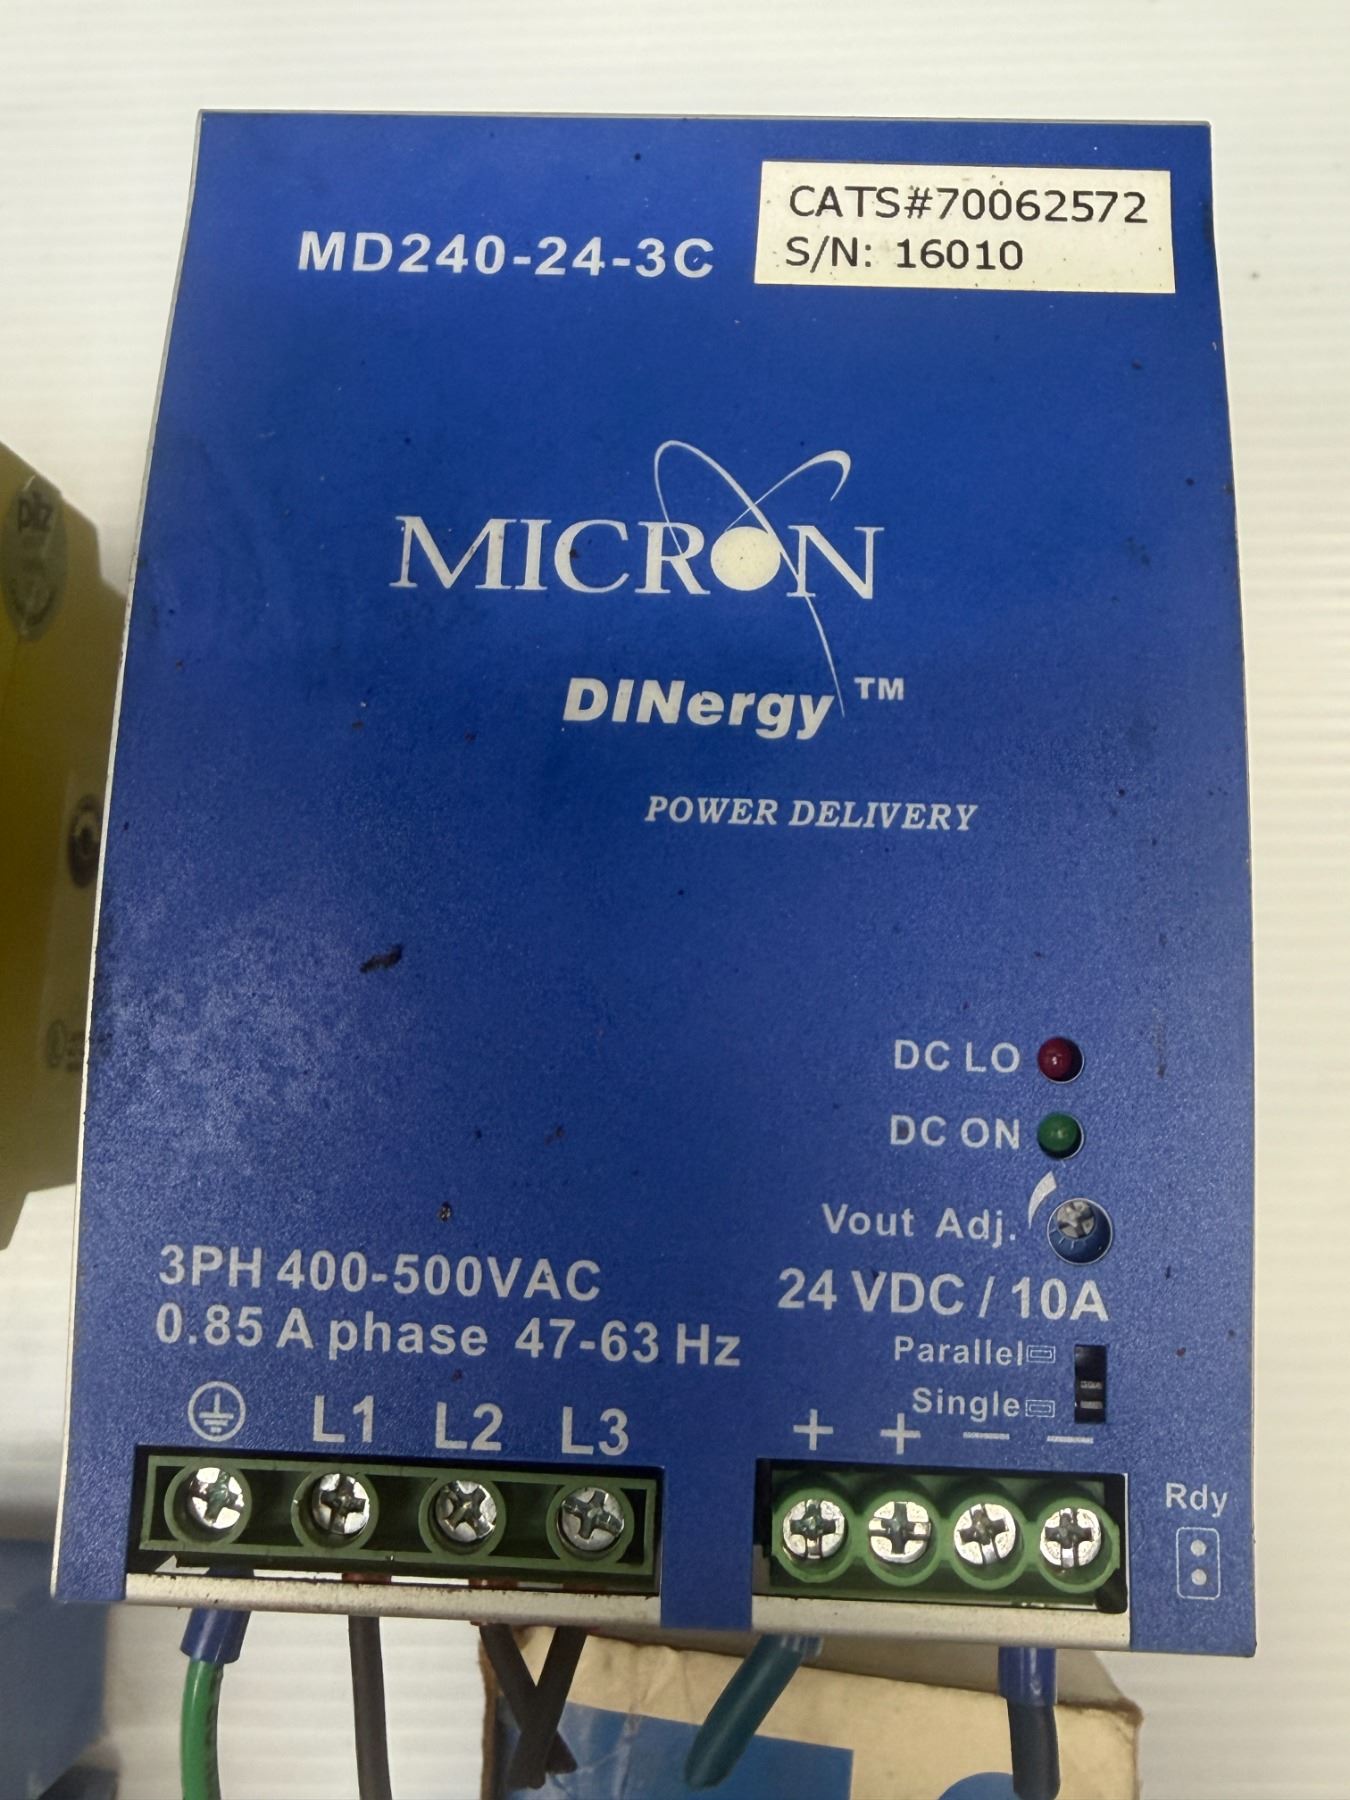 CATS#70062572
S/N: 16010
MD240-24-3C
MICRON
DINergy™
POWER DELIVERY
DC LO
DC ON
Vout Adj.
3PH 400-500VAC
0.85 A phase 47-63 Hz
24 VDC / 10A
Parallel
Single
L1 L2 L3
+ + — —
Rdy
pilz